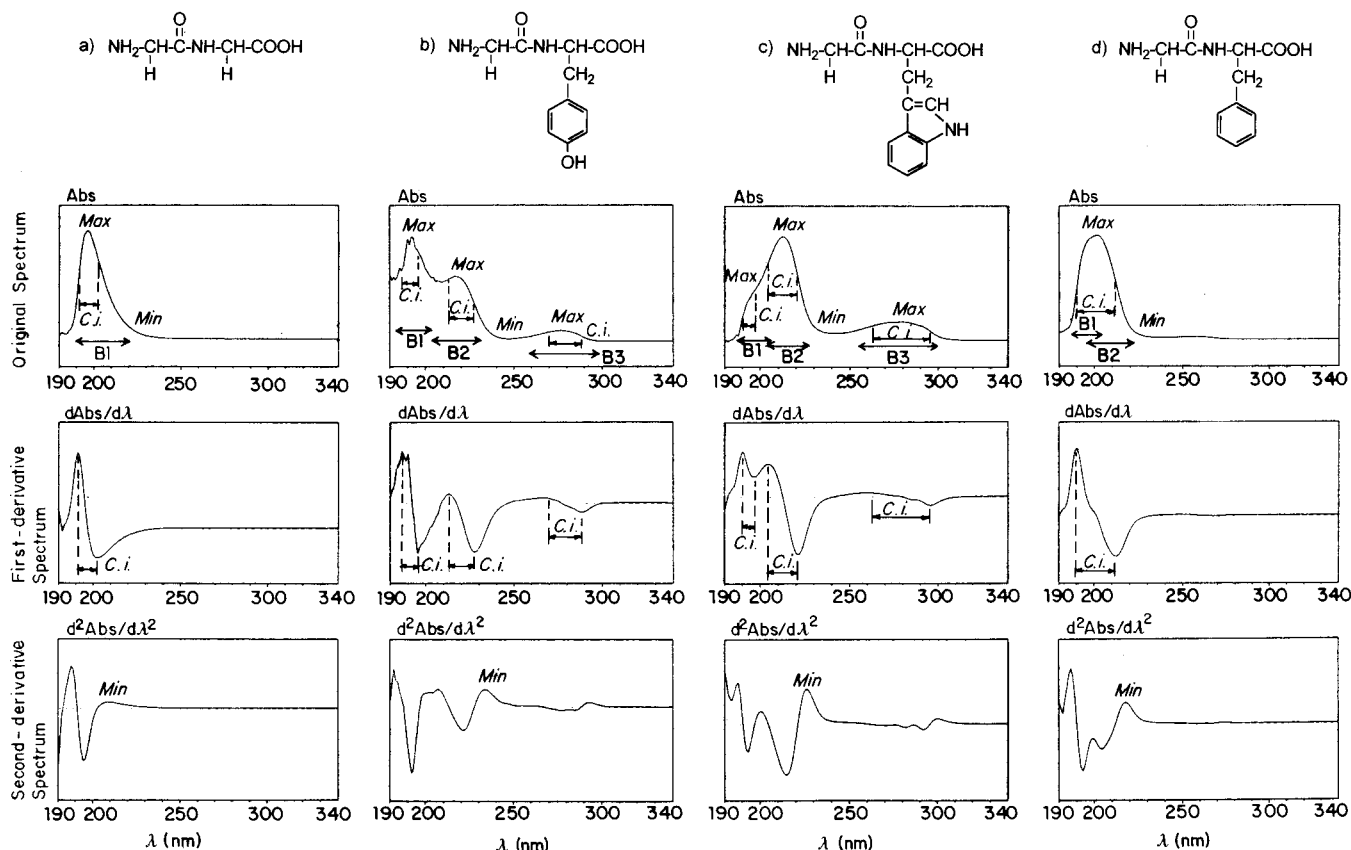 a) NH₂–CH–C–NH–CH–COOH
O
H H
b) NH₂–CH–C–NH–CH–COOH
O
H CH₂
OH
c) NH₂–CH–C–NH–CH–COOH
O
H CH₂
C=CH
NH
d) NH₂–CH–C–NH–CH–COOH
O
H CH₂
Original Spectrum
Abs
Max
C.i.
Min
B1
190 200 250 300 340
Abs
Max
Max
C.i.
C.i.
Min
C.i.
B1
B2
B3
190 200 250 300 340
Abs
Max
Max
C.i.
C.i.
C.i.
B1
B2
B3
190 200 250 300 340
Abs
Max
C.i.
B1
Min
B2
190 200 250 300 340
First-derivative Spectrum
dAbs/dλ
C.i.
190 200 250 300 340
dAbs/dλ
C.i.
C.i.
C.i.
190 200 250 300 340
dAbs/dλ
C.i.
C.i.
C.i.
190 200 250 300 340
dAbs/dλ
C.i.
190 200 250 300 340
Second-derivative Spectrum
d²Abs/dλ²
Min
190 200 250 300 340
λ (nm)
d²Abs/dλ²
Min
190 200 250 300 340
λ (nm)
d²Abs/dλ²
Min
190 200 250 300 340
λ (nm)
d²Abs/dλ²
Min
190 200 250 300 340
λ (nm)